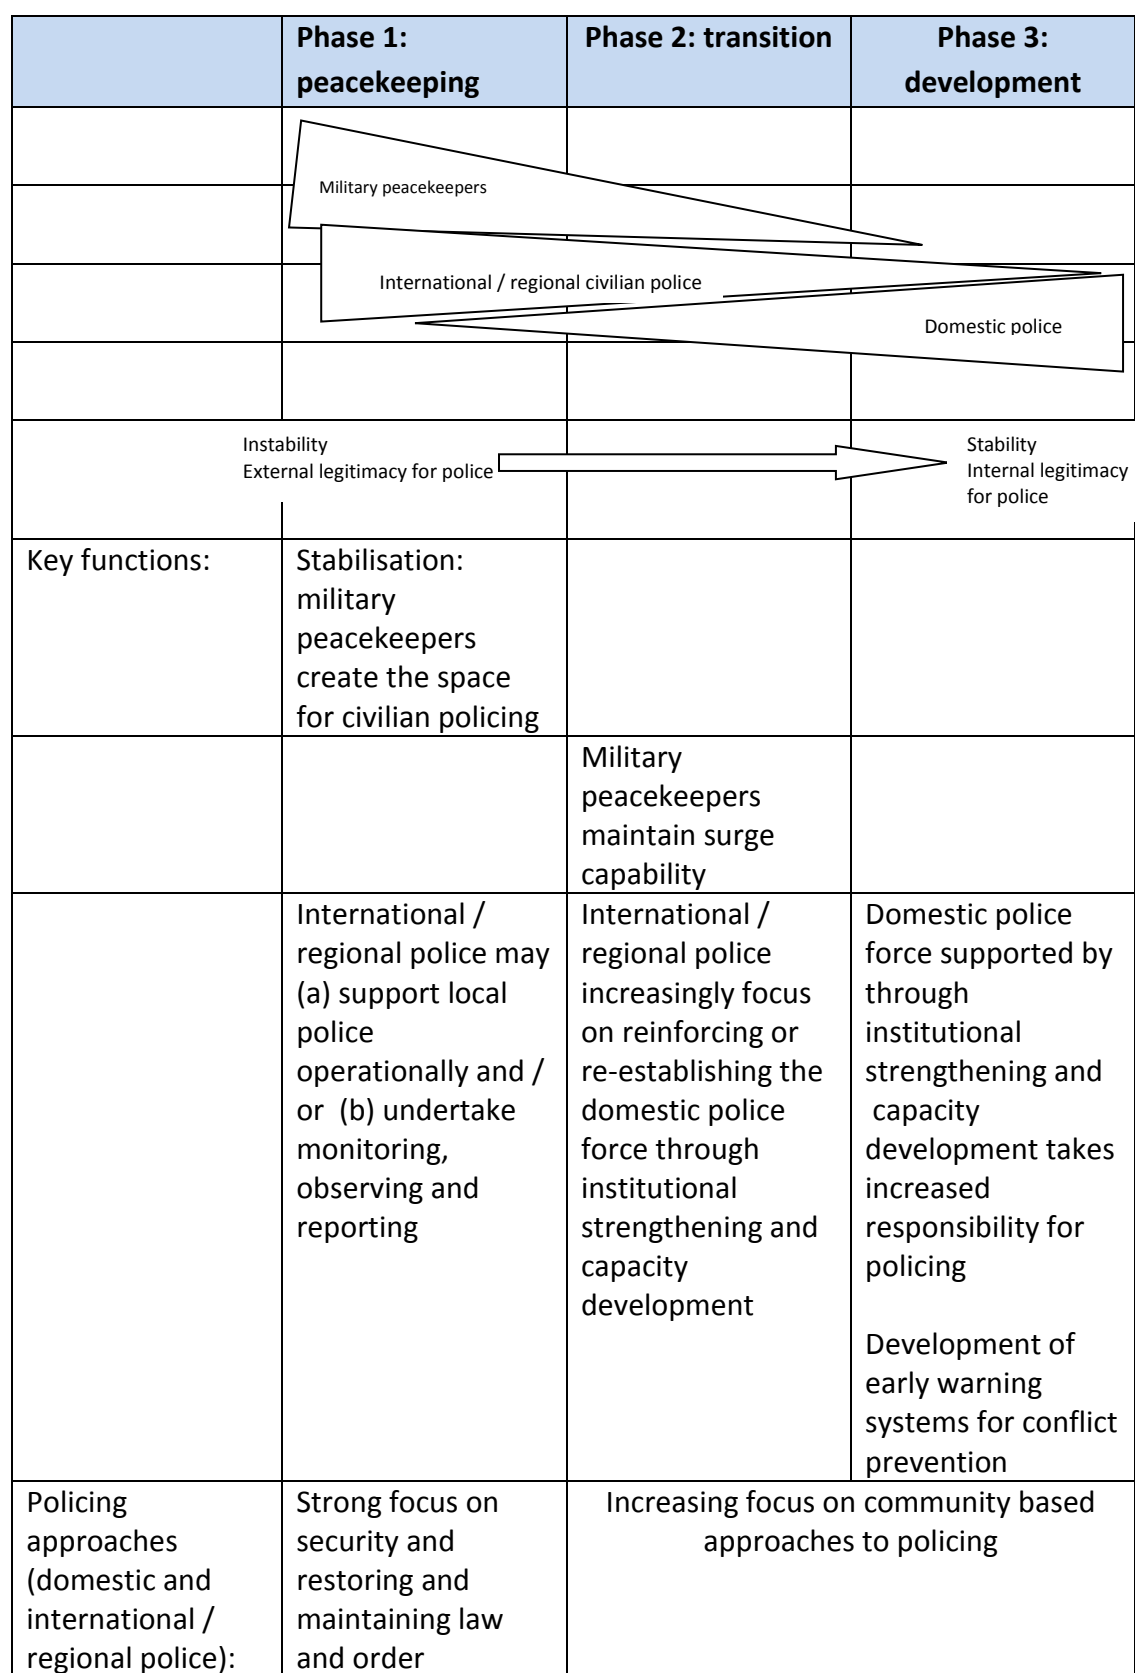 Phase 1:
peacekeeping
Phase 2: transition
Phase 3:
development
Military peacekeepers
International / regional civilian police
Domestic police
Instability
External legitimacy for police
Stability
Internal legitimacy
for police
Key functions:
Stabilisation:
military
peacekeepers
create the space
for civilian policing
Military
peacekeepers
maintain surge
capability
International /
regional police may
(a) support local
police
operationally and /
or (b) undertake
monitoring,
observing and
reporting
International /
regional police
increasingly focus
on reinforcing or
re-establishing the
domestic police
force through
institutional
strengthening and
capacity
development
Domestic police
force supported by
through
institutional
strengthening and
capacity
development takes
increased
responsibility for
policing
Development of
early warning
systems for conflict
prevention
Policing
approaches
(domestic and
international /
regional police):
Strong focus on
security and
restoring and
maintaining law
and order
Increasing focus on community based
approaches to policing